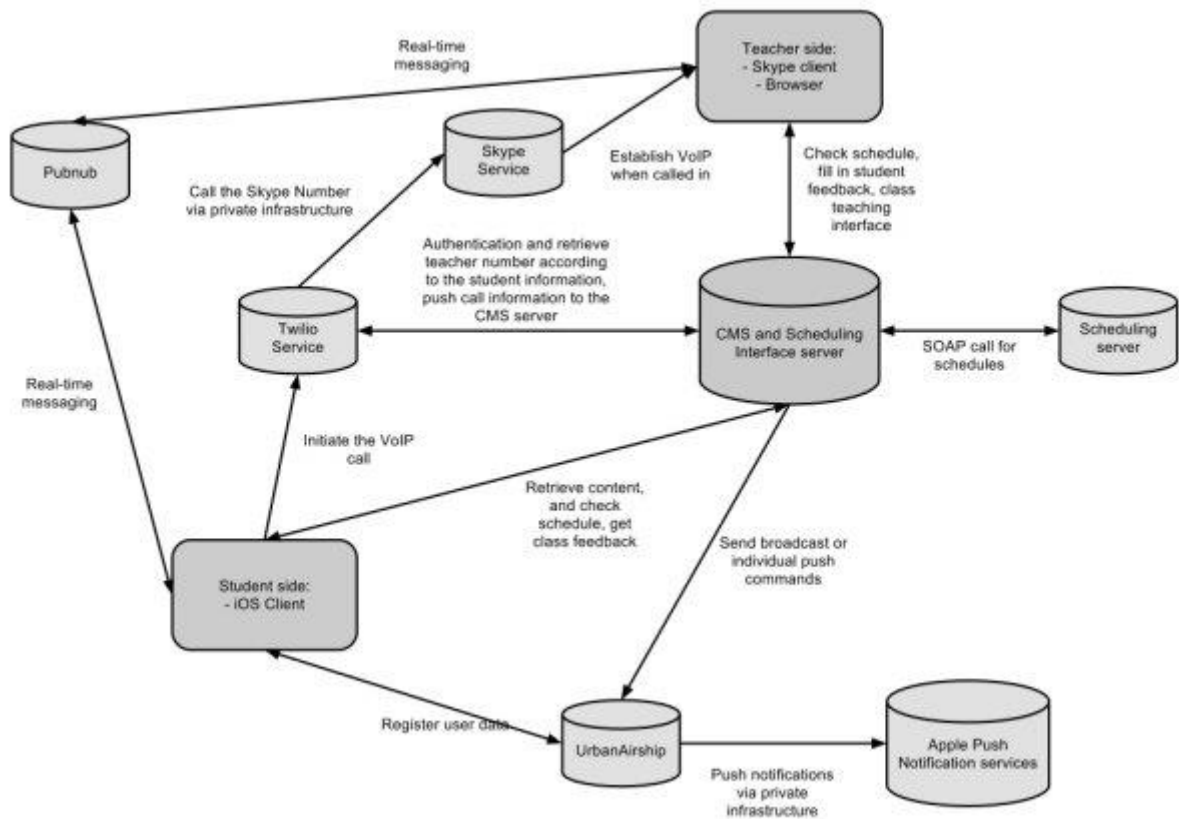 Real-time
messaging
Teacher side:
- Skype client
- Browser
Pubnub
Skype
Service
Establish VoIP
when called in
Check schedule,
fill in student
feedback, class
teaching
interface
Call the Skype Number
via private infrastructure
Authentication and retrieve
teacher number according
to the student information,
push call information to the
CMS server
Twilio
Service
CMS and Scheduling
Interface server
SOAP call for
schedules
Scheduling
server
Real-time
messaging
Initiate the VoIP
call
Retrieve content,
and check
schedule, get
class feedback
Send broadcast or
individual push
commands
Student side:
- iOS Client
Register user data
UrbanAirship
Apple Push
Notification services
Push notifications
via private
infrastructure